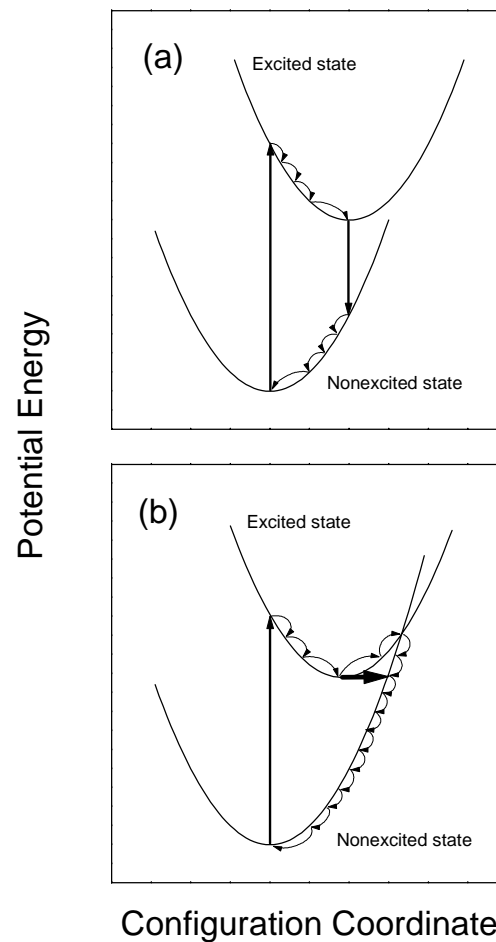 (a)
Excited state
Nonexcited state
(b)
Excited state
Nonexcited state
Potential Energy
Configuration Coordinate